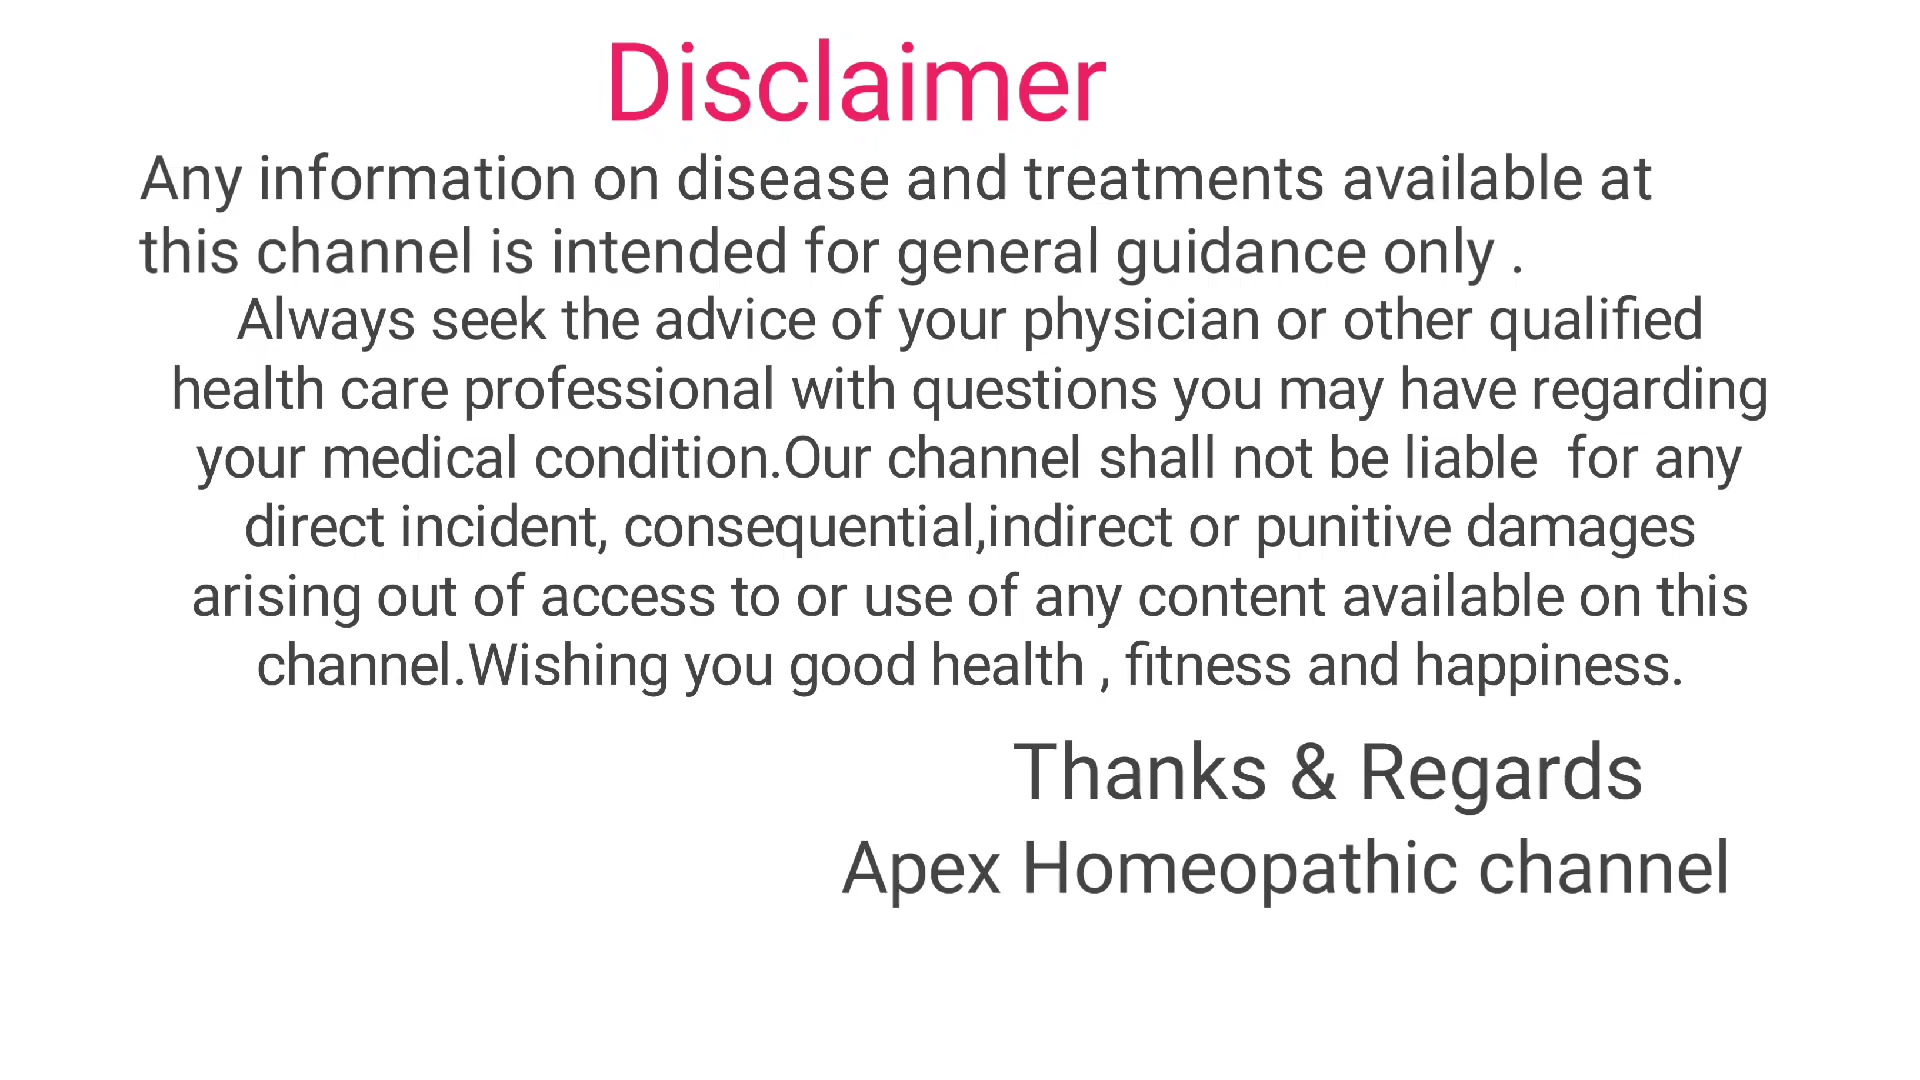 Disclaimer
Any information on disease and treatments available at
this channel is intended for general guidance only .
Always seek the advice of your physician or other qualified
health care professional with questions you may have regarding
your medical condition.Our channel shall not be liable  for any
direct incident, consequential,indirect or punitive damages
arising out of access to or use of any content available on this
channel.Wishing you good health , fitness and happiness.
Thanks & Regards
Apex Homeopathic channel